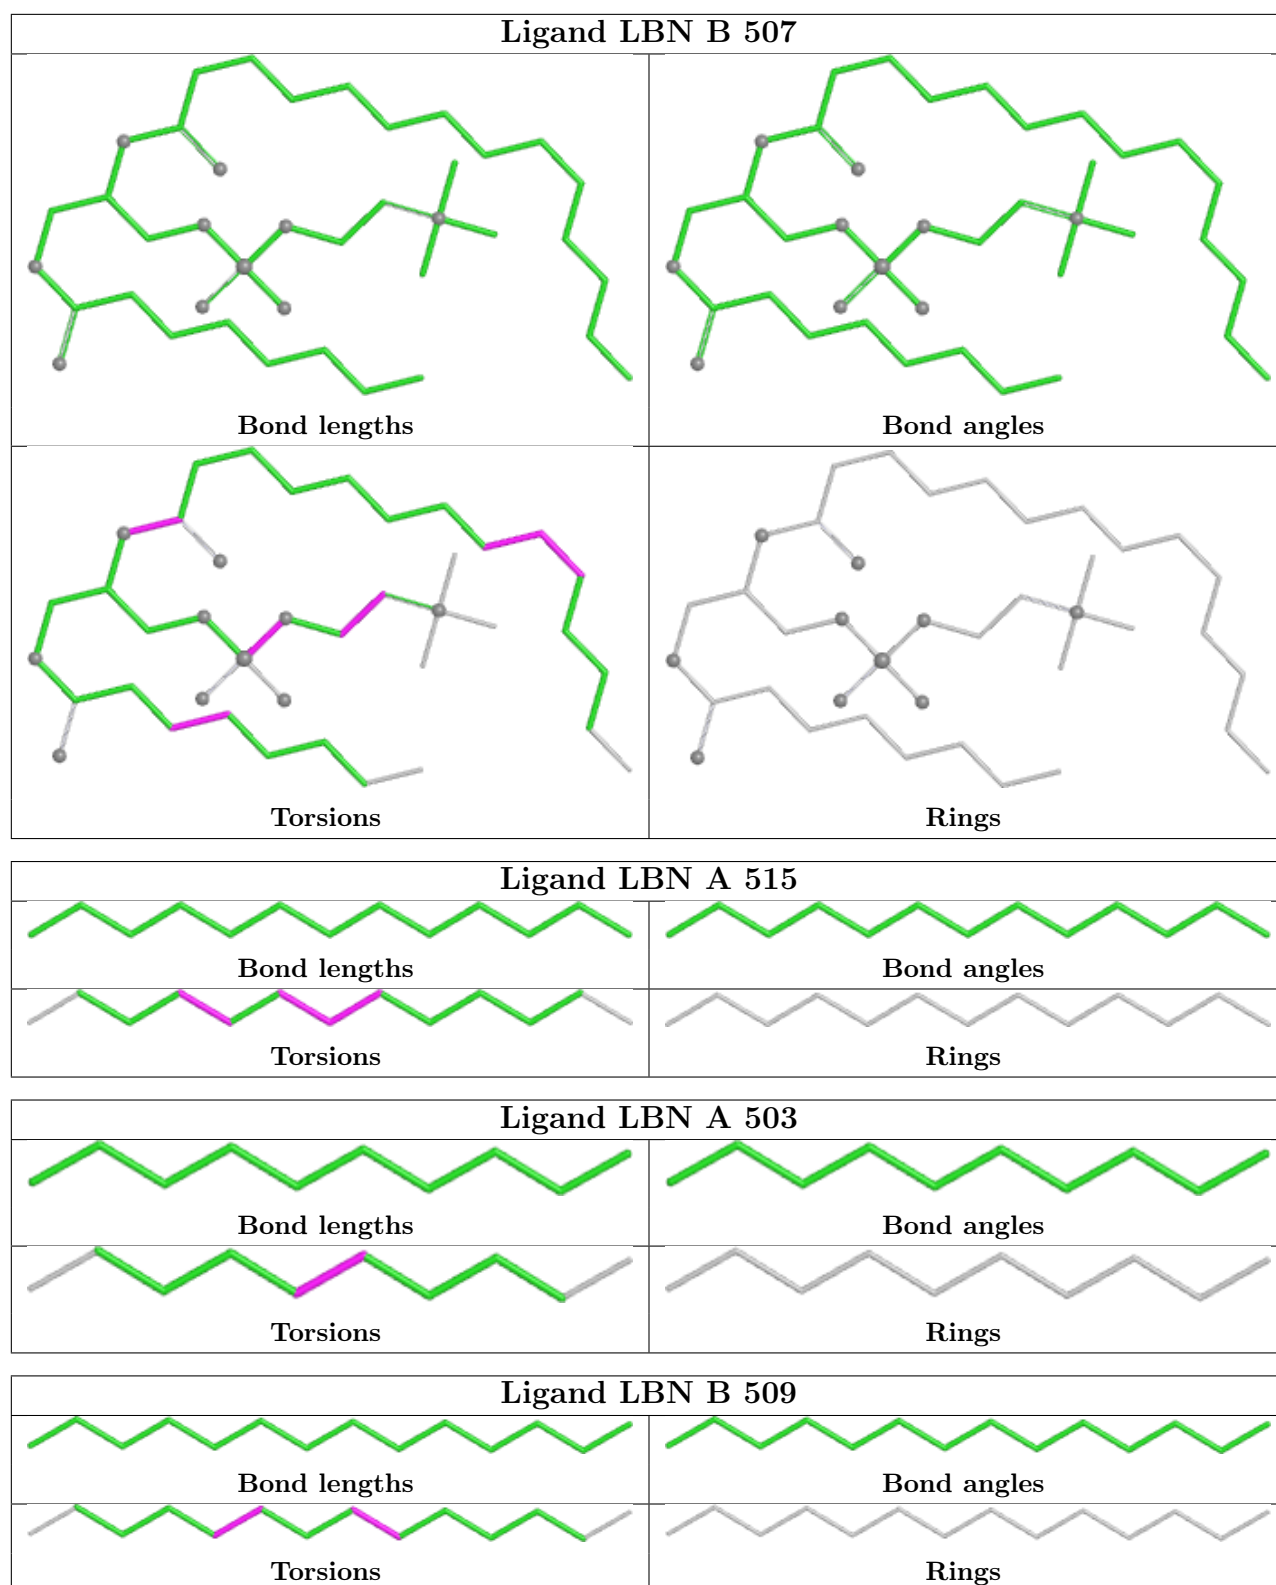 Ligand LBN B 507
Bond lengths
Bond angles
Torsions
Rings
Ligand LBN A 515
Bond lengths
Bond angles
Torsions
Rings
Ligand LBN A 503
Bond lengths
Bond angles
Torsions
Rings
Ligand LBN B 509
Bond lengths
Bond angles
Torsions
Rings